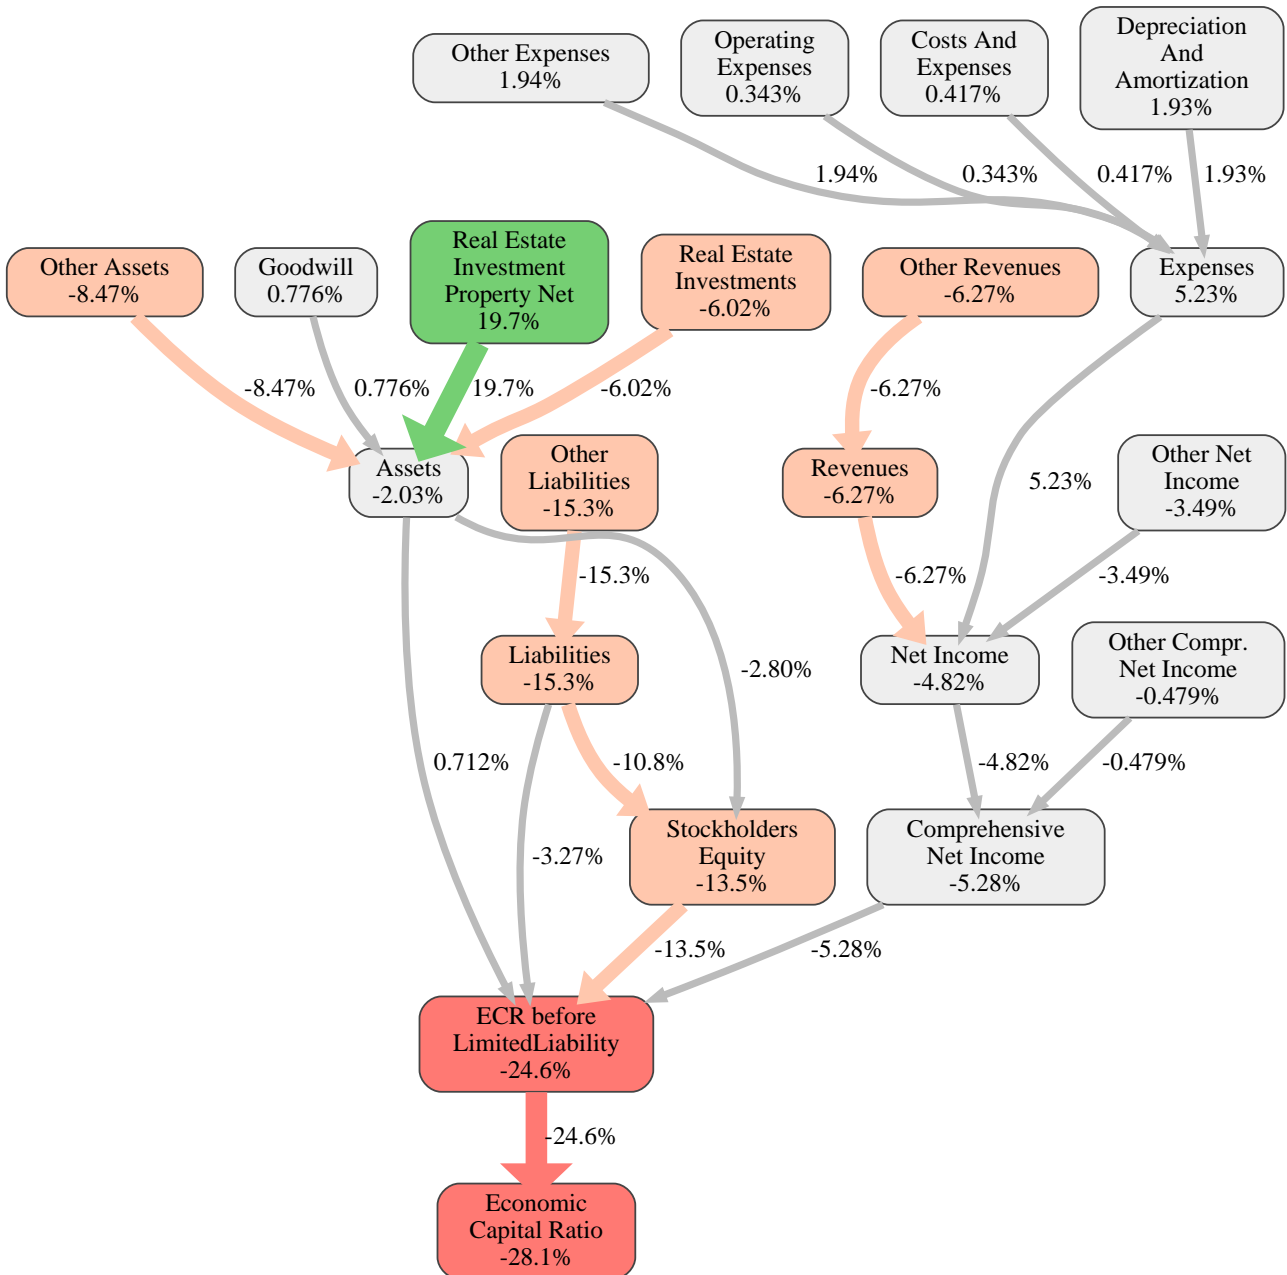 Other Expenses
1.94%
Operating
Expenses
0.343%
Costs And
Expenses
0.417%
Depreciation
And
Amortization
1.93%
1.94%
0.343%
0.417%
1.93%
Other Assets
-8.47%
Goodwill
0.776%
Real Estate
Investment
Property Net
19.7%
Real Estate
Investments
-6.02%
Other Revenues
-6.27%
Expenses
5.23%
-8.47%
0.776%
19.7%
-6.02%
-6.27%
Assets
-2.03%
Other
Liabilities
-15.3%
Revenues
-6.27%
5.23%
Other Net
Income
-3.49%
-15.3%
-6.27%
-3.49%
Liabilities
-15.3%
-2.80%
Net Income
-4.82%
Other Compr.
Net Income
-0.479%
0.712%
-10.8%
-4.82%
-0.479%
-3.27%
Stockholders
Equity
-13.5%
Comprehensive
Net Income
-5.28%
-13.5%
-5.28%
ECR before
LimitedLiability
-24.6%
-24.6%
Economic
Capital Ratio
-28.1%